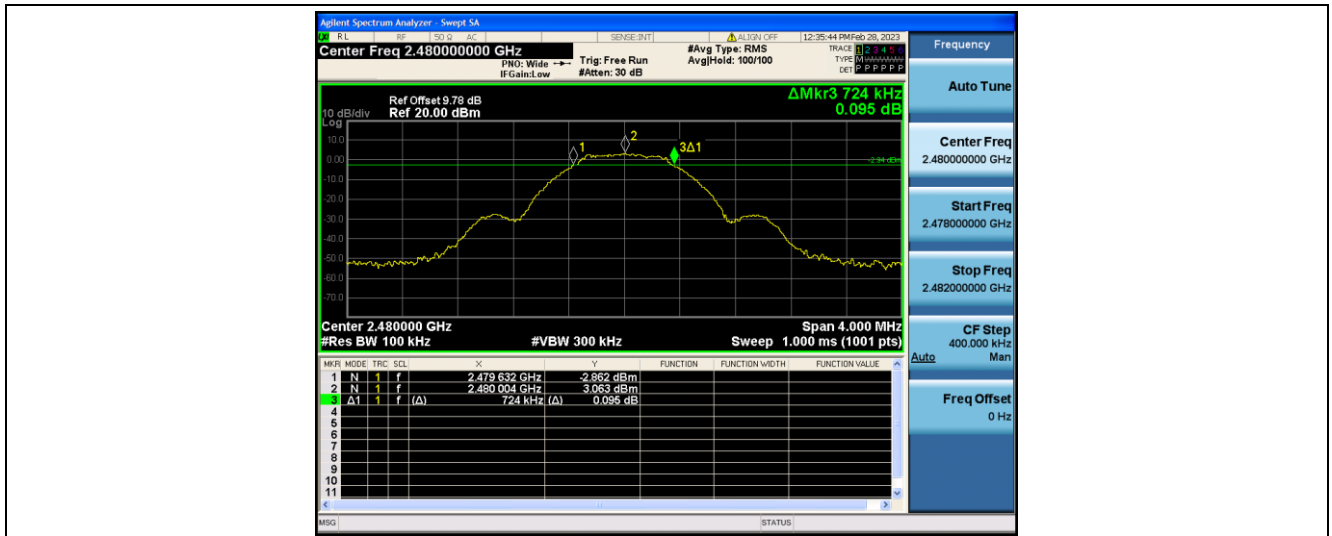 Agilent Spectrum Analyzer - Swept SA
RL RF 50 Ω AC SENSE:INT ALIGN OFF 12:35:44 PM Feb 28, 2023
Center Freq 2.480000000 GHz
PNO: Wide Trig: Free Run #Avg Type: RMS TRACE 1 2 3 4 5 6
IFGain:Low #Atten: 30 dB Avg|Hold: 100/100 TYPE M
DET P P P P P P
ΔMkr3 724 kHz
0.095 dB
Ref Offset 9.78 dB
10 dB/div Ref 20.00 dBm
Log
10.0
0.00
-10.0
-20.0
-30.0
-40.0
-50.0
-60.0
-70.0
1
2
3Δ1
-2.94 dBm
Center 2.480000 GHz Span 4.000 MHz
#Res BW 100 kHz #VBW 300 kHz Sweep 1.000 ms (1001 pts)
MKR MODE TRC SCL X Y FUNCTION FUNCTION WIDTH FUNCTION VALUE
1 N 1 f 2.479 632 GHz -2.862 dBm
2 N 1 f 2.480 004 GHz 3.063 dBm
3 Δ1 1 f (Δ) 724 kHz (Δ) 0.095 dB
4
5
6
7
8
9
10
11
MSG STATUS
Frequency
Auto Tune
Center Freq
2.480000000 GHz
Start Freq
2.478000000 GHz
Stop Freq
2.482000000 GHz
CF Step
400.000 kHz
Auto Man
Freq Offset
0 Hz